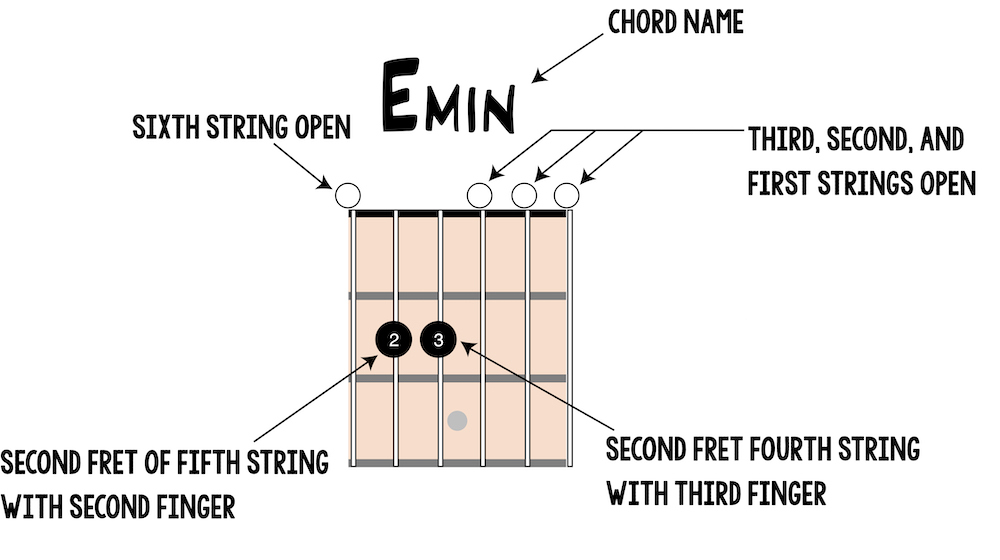 CHORD NAME
EMIN
SIXTH STRING OPEN
THIRD, SECOND, AND
FIRST STRINGS OPEN
2 3
SECOND FRET OF FIFTH STRING
WITH SECOND FINGER
SECOND FRET FOURTH STRING
WITH THIRD FINGER